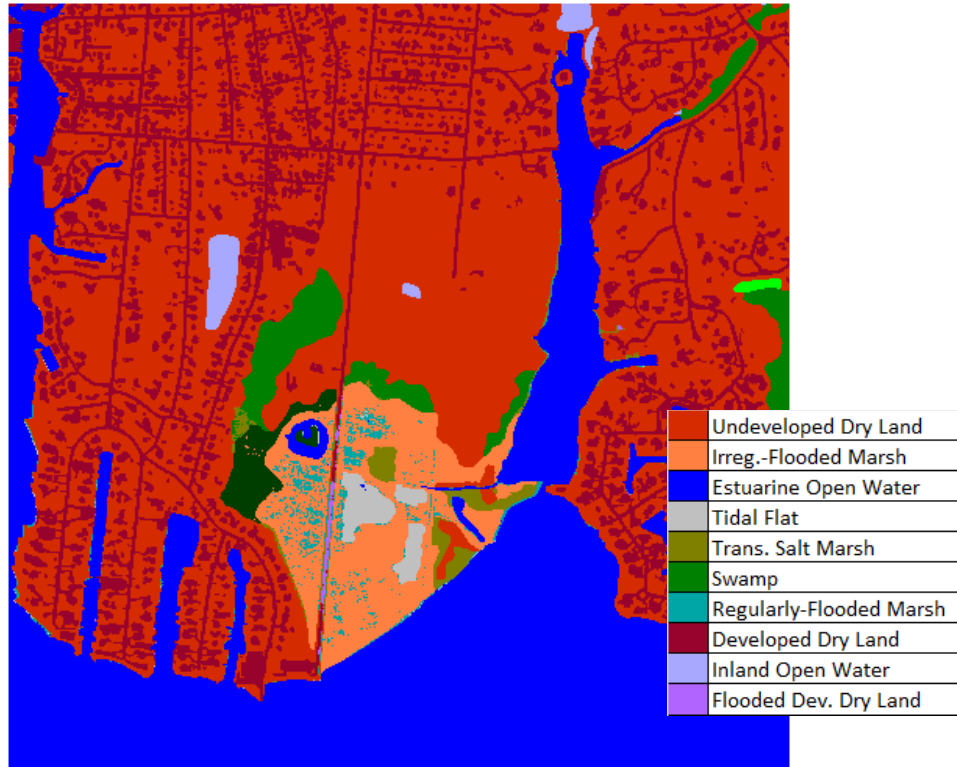 Undeveloped Dry Land
Irreg.-Flooded Marsh
Estuarine Open Water
Tidal Flat
Trans. Salt Marsh
Swamp
Regularly-Flooded Marsh
Developed Dry Land
Inland Open Water
Flooded Dev. Dry Land